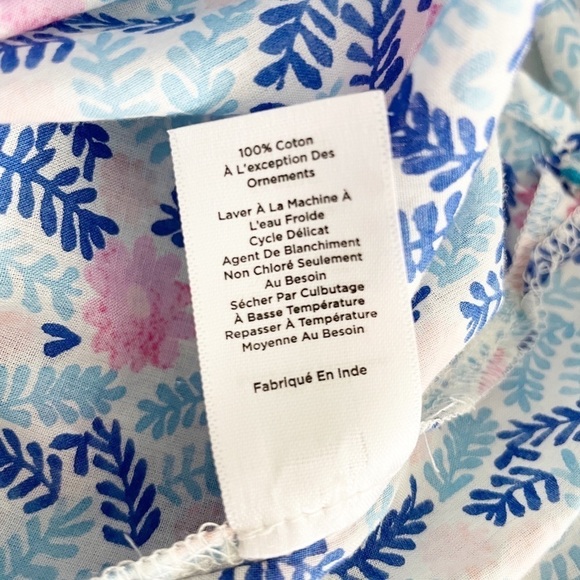 100% Coton
À L'exception Des
Ornements
Laver À La Machine À
L'eau Froide
Cycle Délicat
Agent De Blanchiment
Non Chloré Seulement
Au Besoin
Sécher Par Culbutage
À Basse Température
Repasser À Température
Moyenne Au Besoin
Fabriqué En Inde